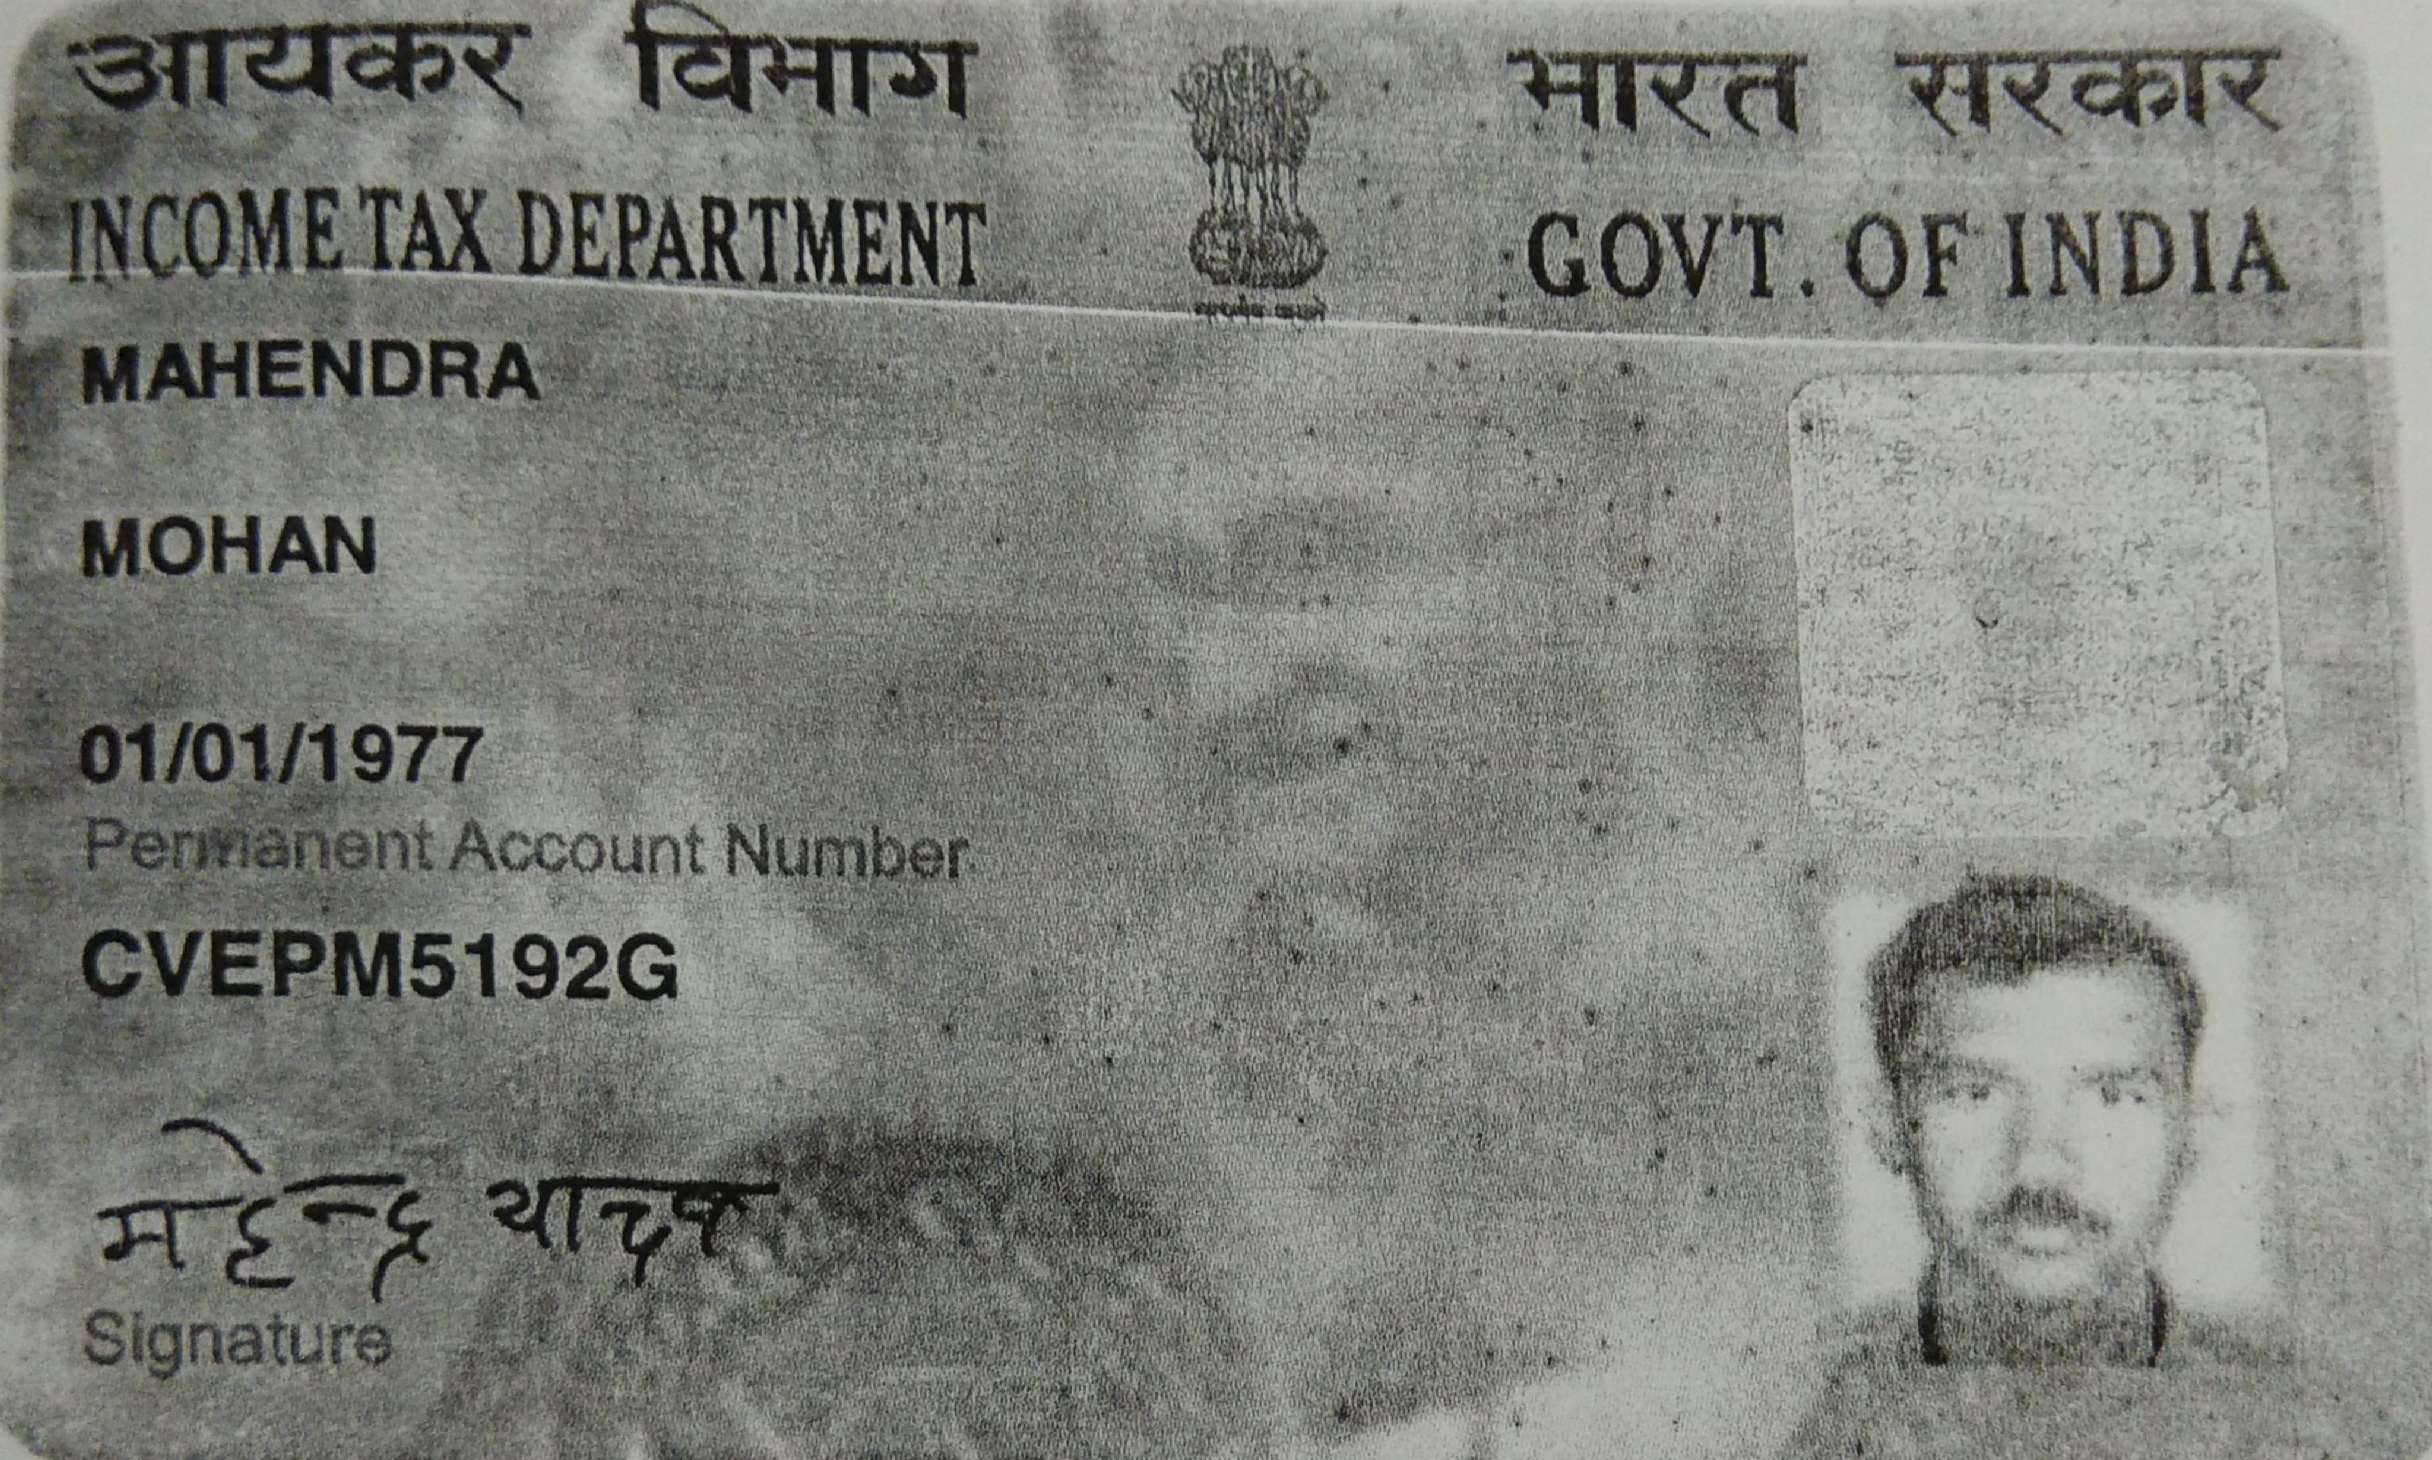 आयकर विभाग
भारत सरकार
INCOME TAX DEPARTMENT
GOVT. OF INDIA
MAHENDRA
MOHAN
01/01/1977
Permanent Account Number
CVEPM5192G
महेन्द्र यादव
Signature